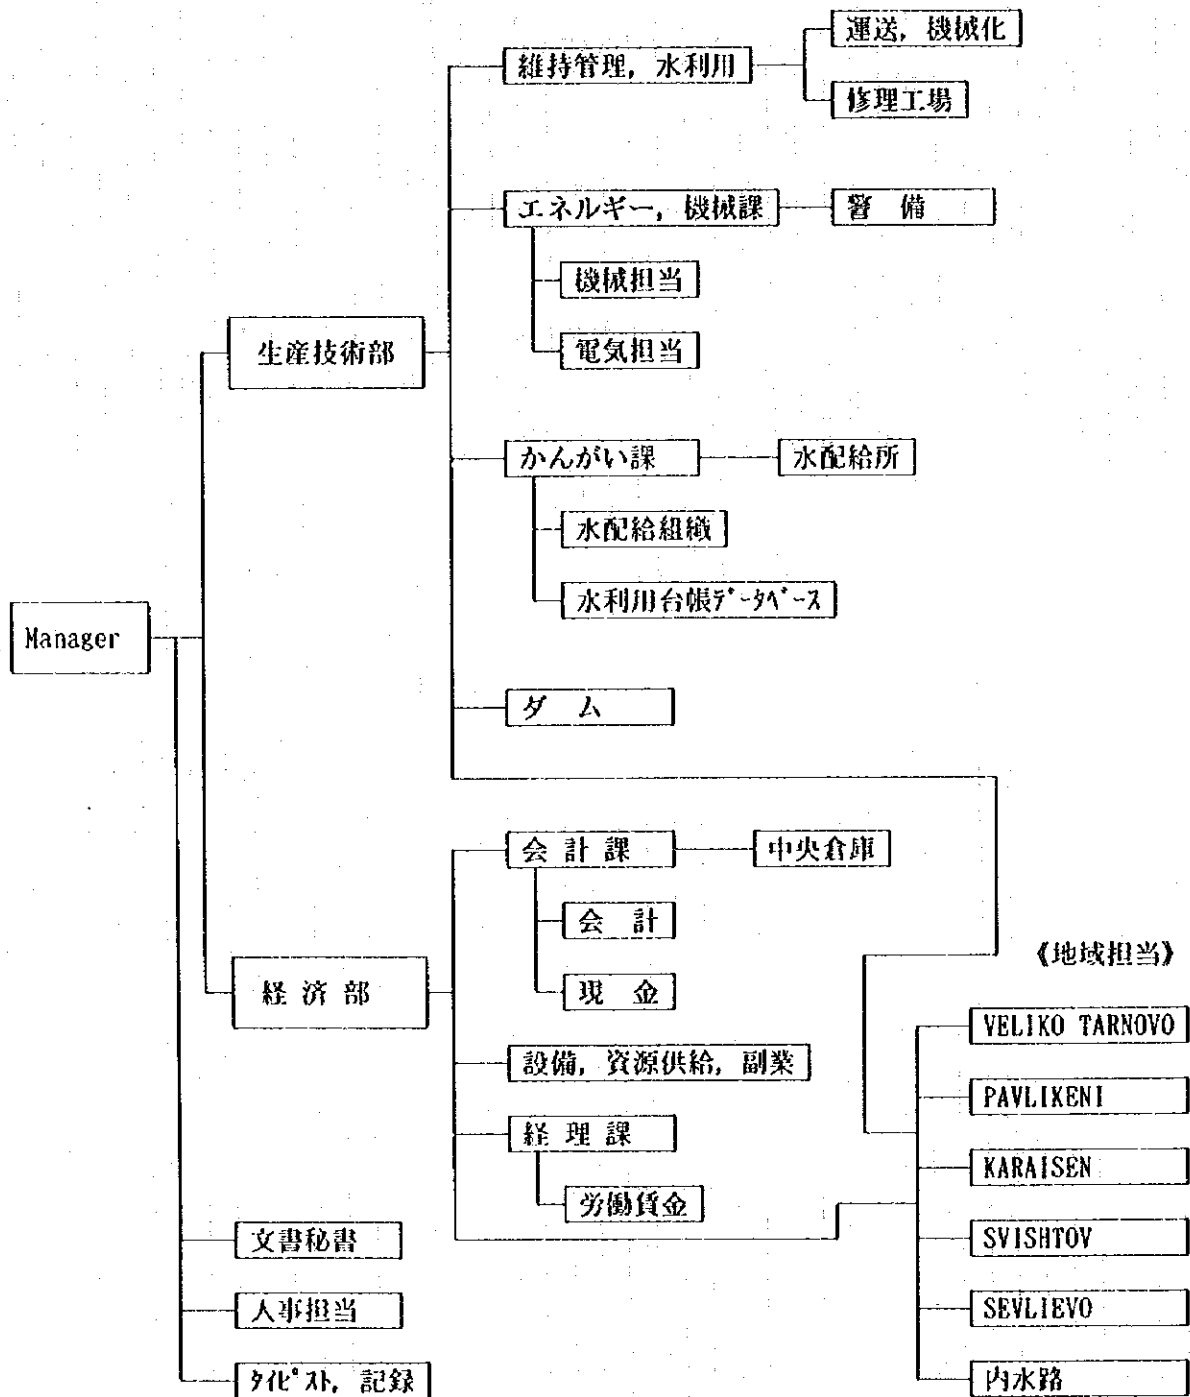 運送, 機械化
維持管理, 水利用
修理工場
エネルギー, 機械課
警 備
機械担当
電気担当
生産技術部
かんがい課
水配給所
水配給組織
水利用台帳ﾃﾞｰﾀﾍﾞｰｽ
Manager
ダ ム
会 計 課
中央倉庫
会 計
現 金
経 済 部
設備, 資源供給, 副業
経 理 課
労働賃金
文書秘書
人事担当
ﾀｲﾋﾟｽﾄ, 記録
《地域担当》
VELIKO TARNOVO
PAVLIKENI
KARAISEN
SVISHTOV
SEVLIEVO
内水路